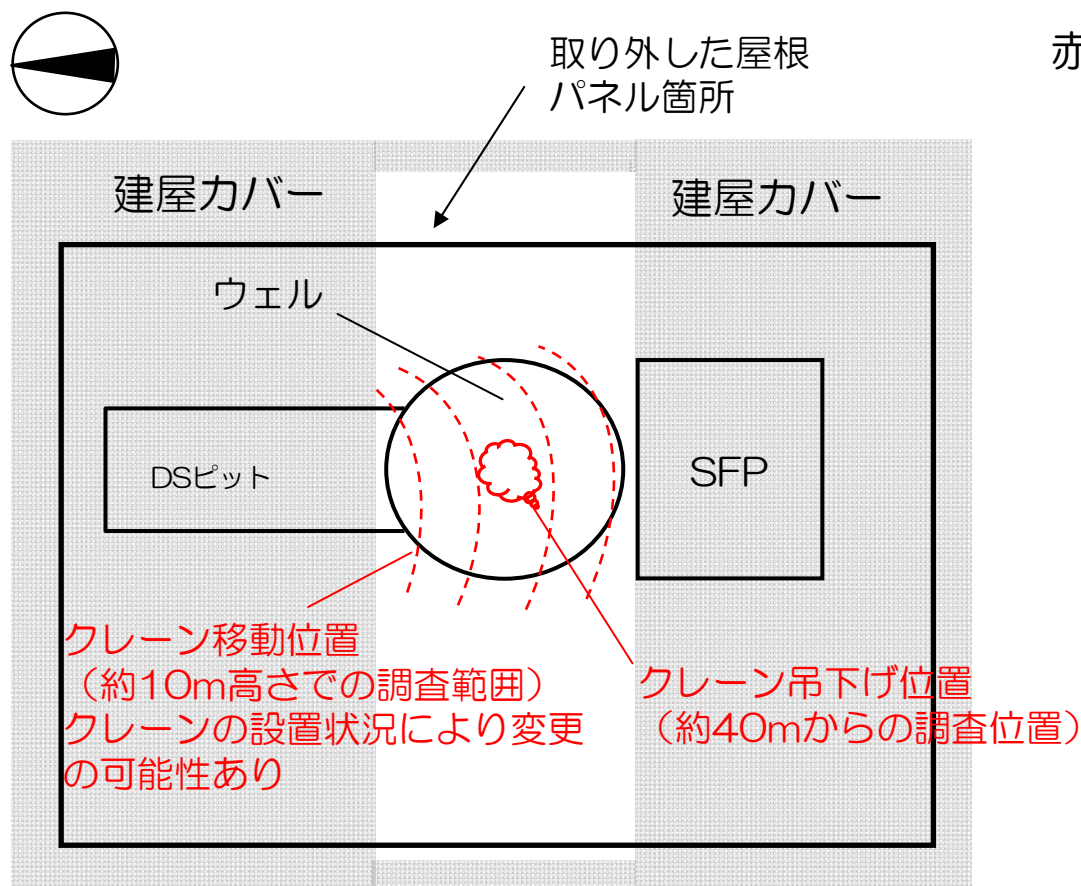 取り外した屋根
パネル箇所
赤
建屋カバー
建屋カバー
ウェル
DSピット
SFP
クレーン移動位置
（約10m高さでの調査範囲）
クレーンの設置状況により変更
の可能性あり
クレーン吊下げ位置
（約40mからの調査位置）